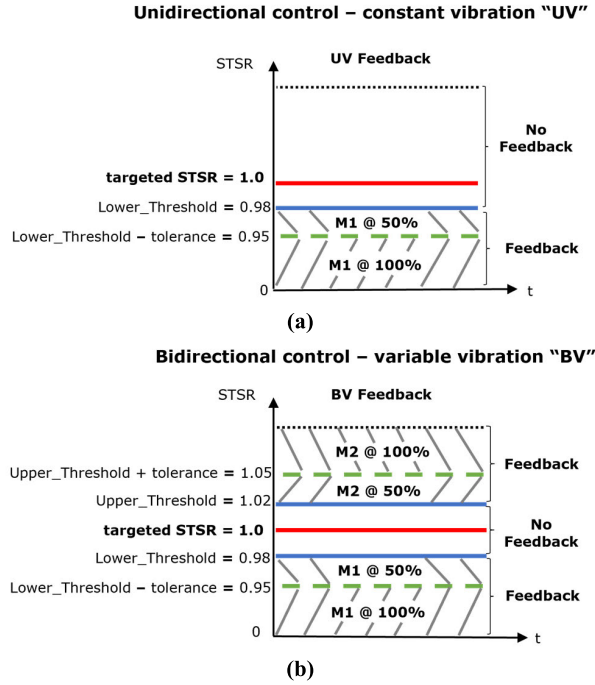 Unidirectional control – constant vibration “UV”
UV Feedback
STSR
No
Feedback
targeted STSR = 1.0
Lower_Threshold = 0.98
M1 @ 50%
Lower_Threshold – tolerance = 0.95
Feedback
M1 @ 100%
0
t
(a)
Bidirectional control – variable vibration “BV”
STSR
BV Feedback
M2 @ 100%
Feedback
Upper_Threshold + tolerance = 1.05
M2 @ 50%
Upper_Threshold = 1.02
targeted STSR = 1.0
No
Feedback
Lower_Threshold = 0.98
M1 @ 50%
Lower_Threshold – tolerance = 0.95
Feedback
M1 @ 100%
0
t
(b)